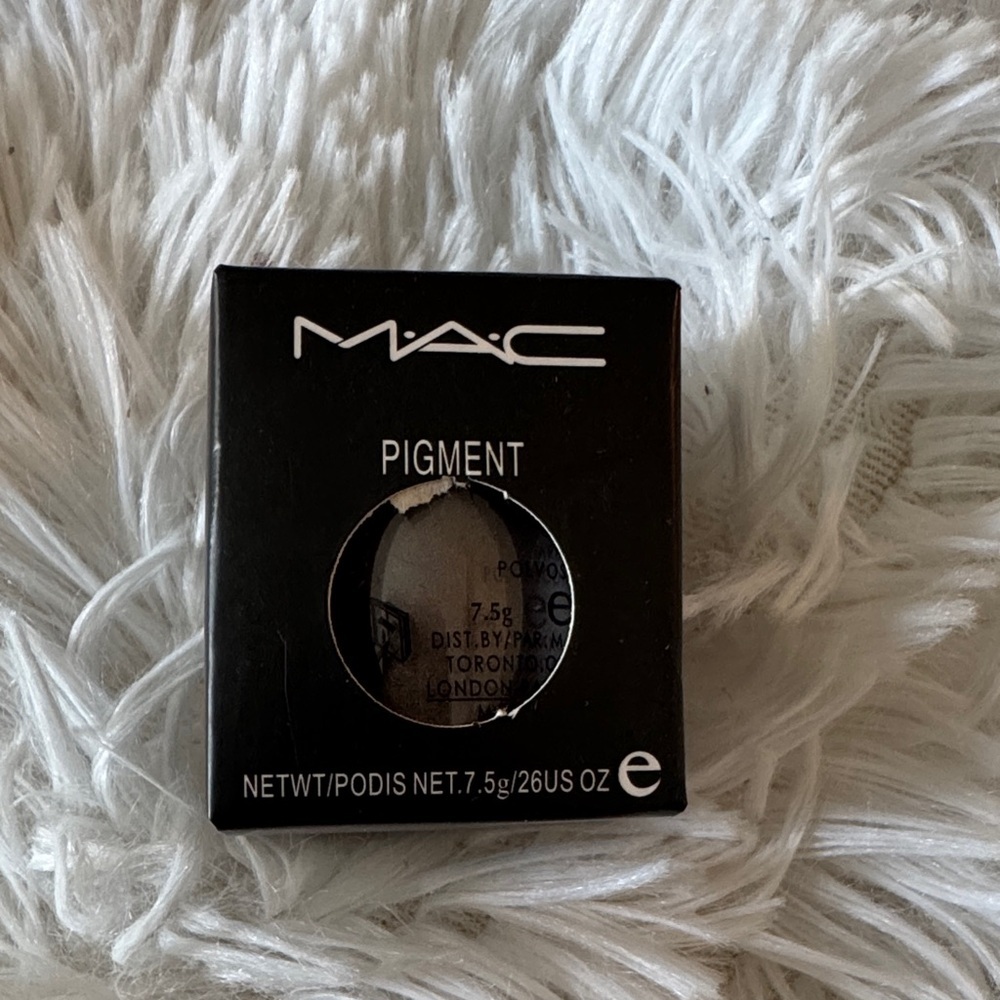 M·A·C
PIGMENT
POLVOS
7.5g e
DIST.BY/PAR.M
TORONTO.O
LONDON
NETWT/PODIS NET.7.5g/26US OZ e